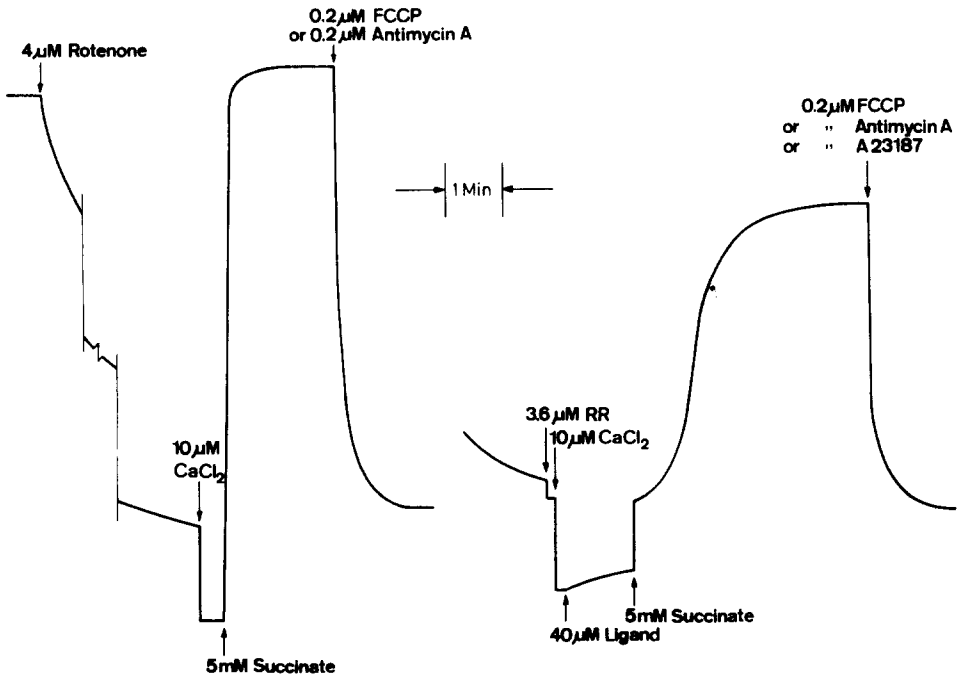 4µM Rotenone
0.2µM FCCP
or 0.2µM Antimycin A
10µM
CaCl2
5mM Succinate
1 Min
3.6µM RR
10µM CaCl2
40µM Ligand
5mM Succinate
0.2µM FCCP
or " Antimycin A
or " A 23187